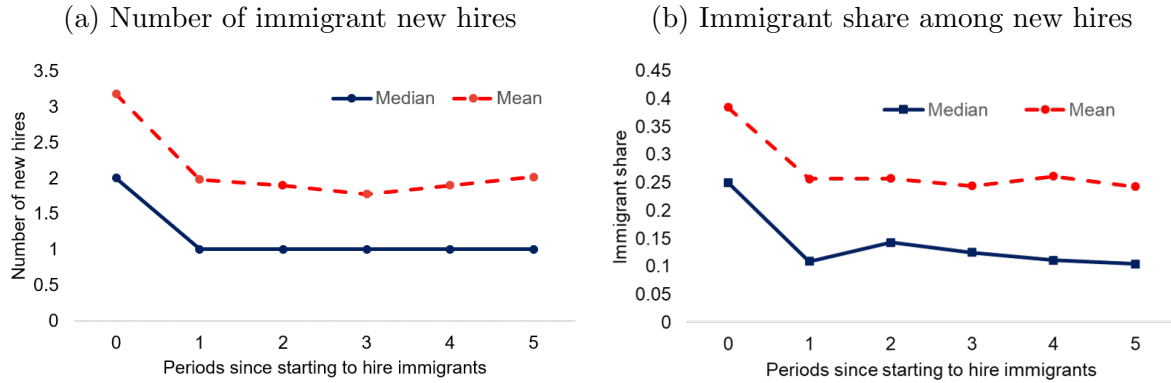 (a) Number of immigrant new hires
3.5
3
2.5
2
1.5
1
0.5
0
Number of new hires
Median
Mean
0 1 2 3 4 5
Periods since starting to hire immigrants
(b) Immigrant share among new hires
0.45
0.4
0.35
0.3
0.25
0.2
0.15
0.1
0.05
0
Immigrant share
Median
Mean
0 1 2 3 4 5
Periods since starting to hire immigrants